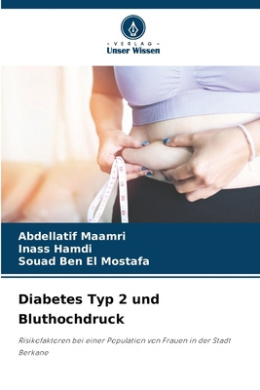 VERLAG
Unser Wissen
Abdellatif Maamri
Inass Hamdi
Souad Ben El Mostafa
Diabetes Typ 2 und
Bluthochdruck
Risikofaktoren bei einer Population von Frauen in der Stadt
Berkane